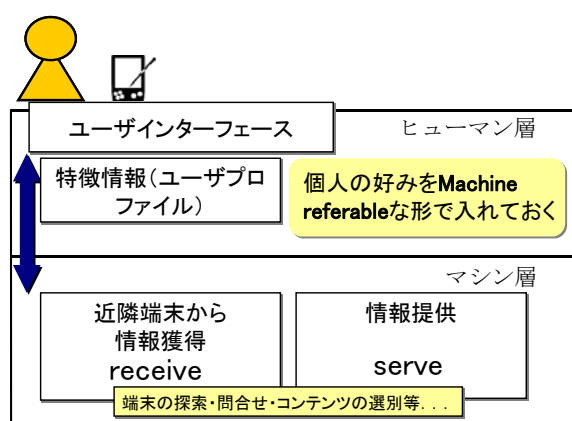 ユーザインターフェース
ヒューマン層
特徴情報(ユーザプロ
ファイル)
個人の好みをMachine
referableな形で入れておく
マシン層
近隣端末から
情報獲得
receive
情報提供
serve
端末の探索・問合せ・コンテンツの選別等...